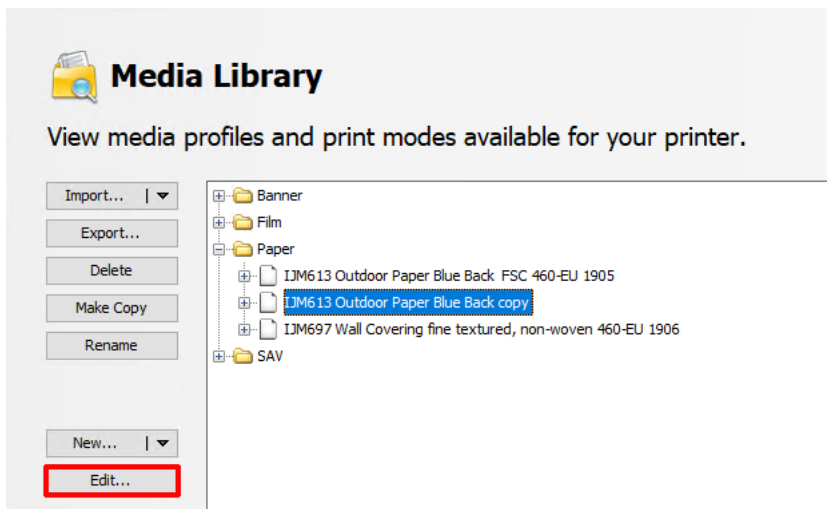 Media Library
View media profiles and print modes available for your printer.
Import...
Export...
Delete
Make Copy
Rename
New...
Edit...
Banner
Film
Paper
IJM613 Outdoor Paper Blue Back  FSC 460-EU 1905
IJM613 Outdoor Paper Blue Back copy
IJM697 Wall Covering fine textured, non-woven 460-EU 1906
SAV